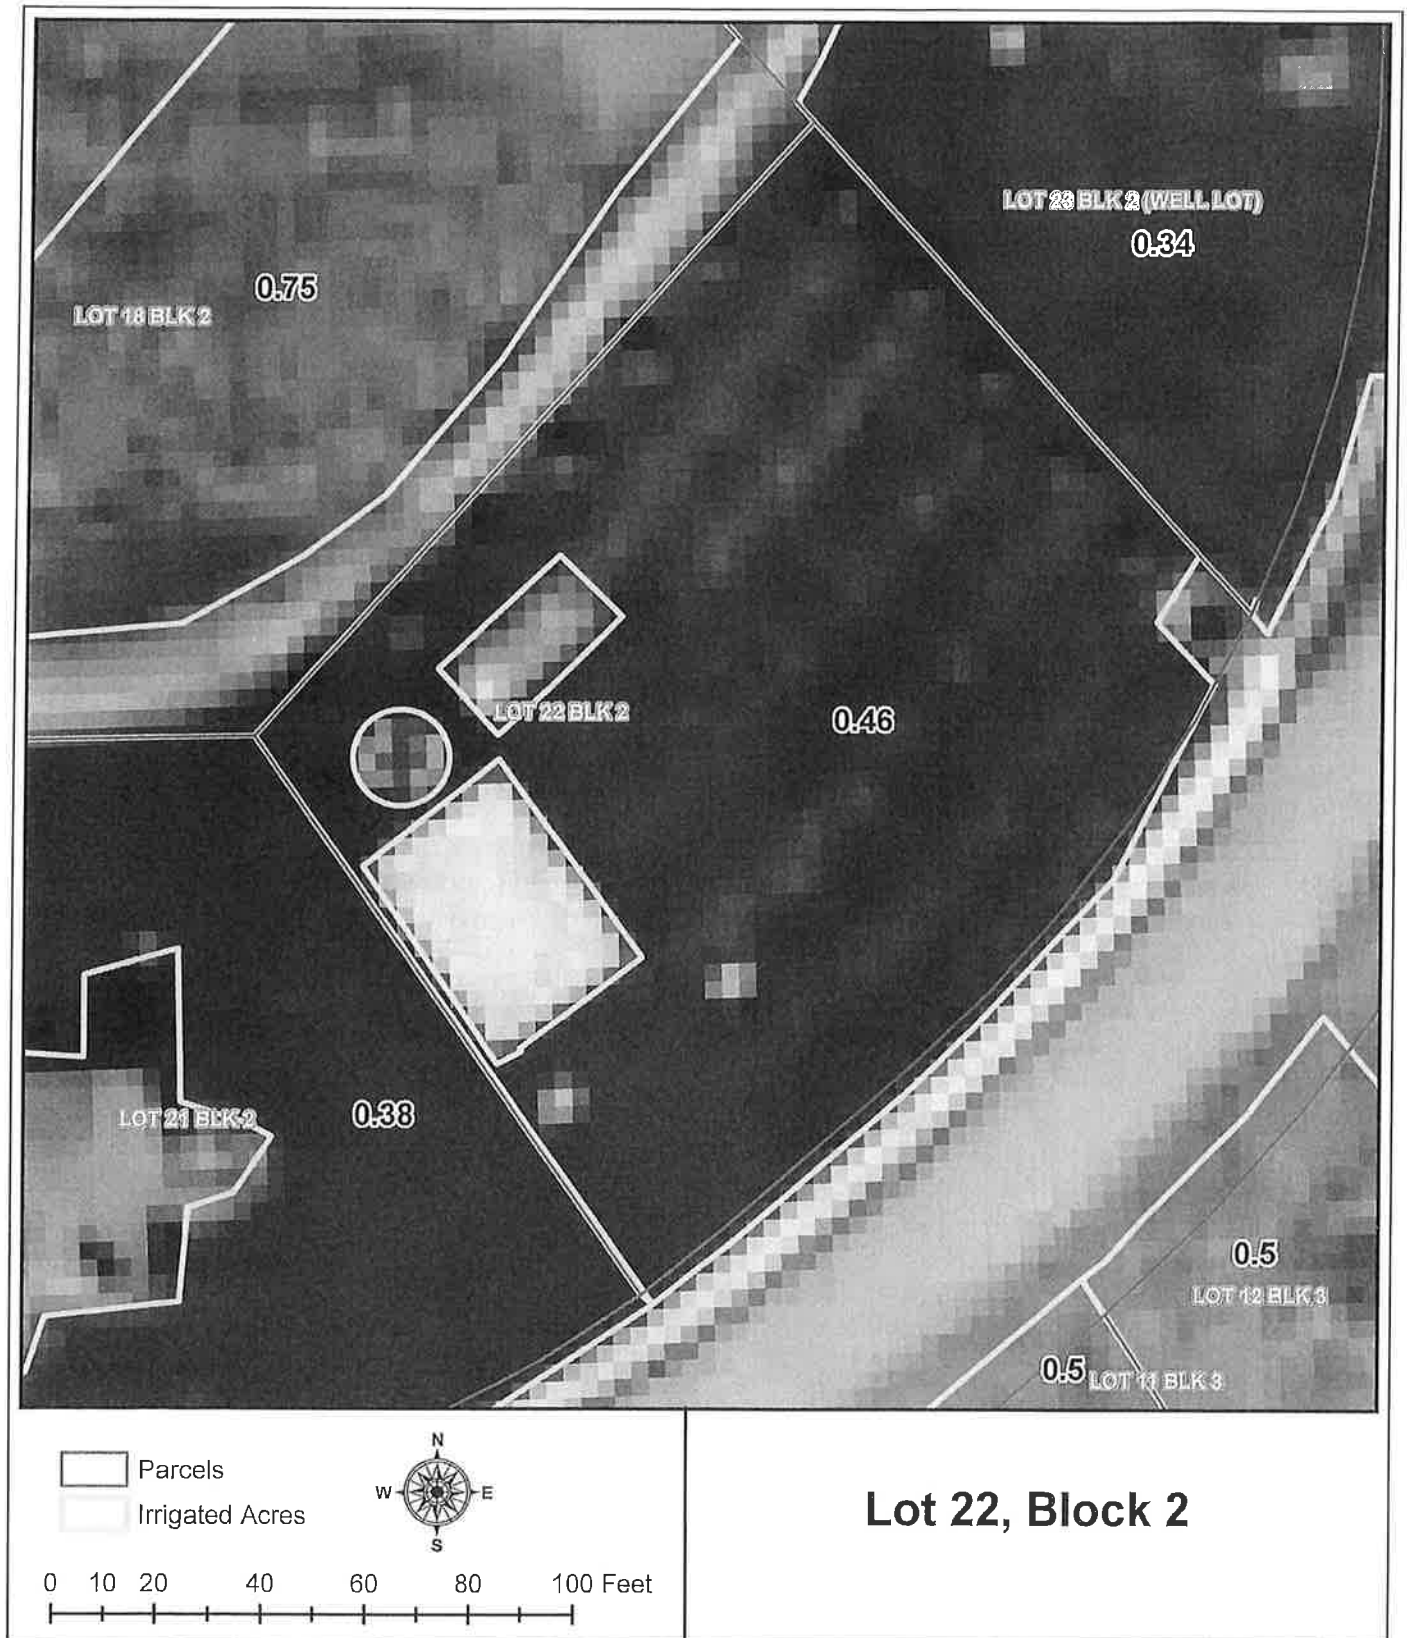 LOT 23 BLK 2 (WELL LOT)
0.34
0.75
LOT 18 BLK 2
LOT 22 BLK 2
0.46
LOT 21 BLK 2
0.38
0.5
LOT 12 BLK 3
0.5 LOT 11 BLK 3
Parcels
Irrigated Acres
N
W E
S
Lot 22, Block 2
0 10 20 40 60 80 100 Feet